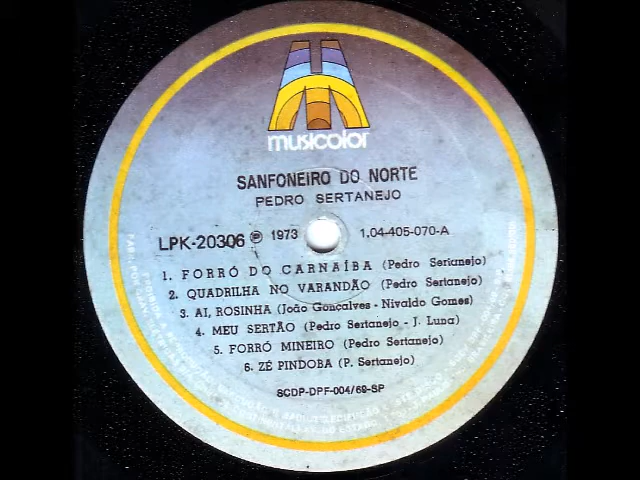 musicolor
SANFONEIRO DO NORTE
PEDRO SERTANEJO
LPK-20306 ℗ 1973 1.04-405-070-A
1. FORRÓ DO CARNAÍBA (Pedro Sertanejo)
2. QUADRILHA NO VARANDÃO (Pedro Sertanejo)
3. AI, ROSINHA (João Gonçalves - Nivaldo Gomes)
4. MEU SERTÃO (Pedro Sertanejo - J. Luna)
5. FORRÓ MINEIRO (Pedro Sertanejo)
6. ZÉ PINDOBA (P. Sertanejo)
SCDP-DPF-004/69-SP